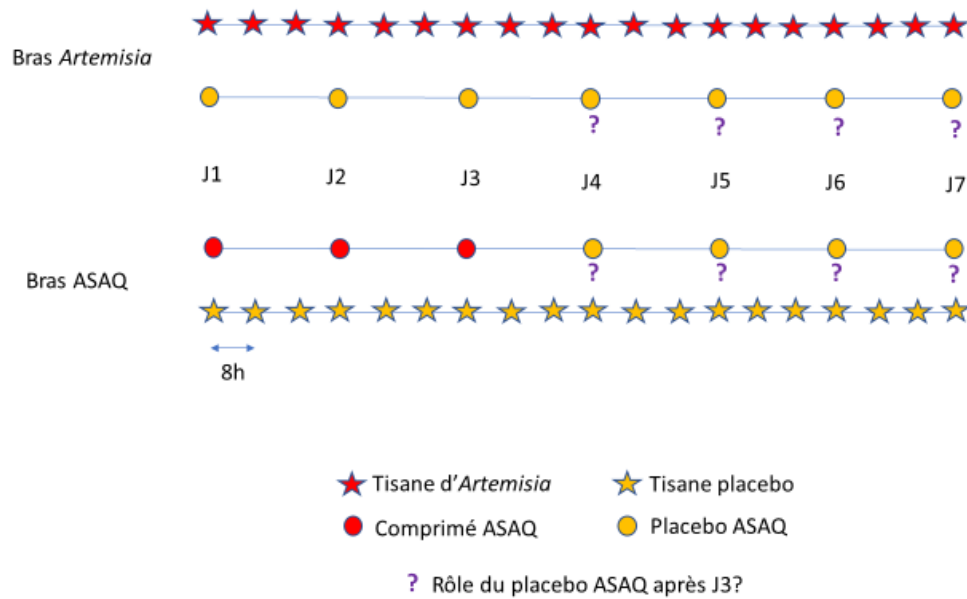 Bras Artemisia
? ? ? ?
J1 J2 J3 J4 J5 J6 J7
Bras ASAQ
? ? ? ?
8h
Tisane d'Artemisia Tisane placebo
Comprimé ASAQ Placebo ASAQ
? Rôle du placebo ASAQ après J3?